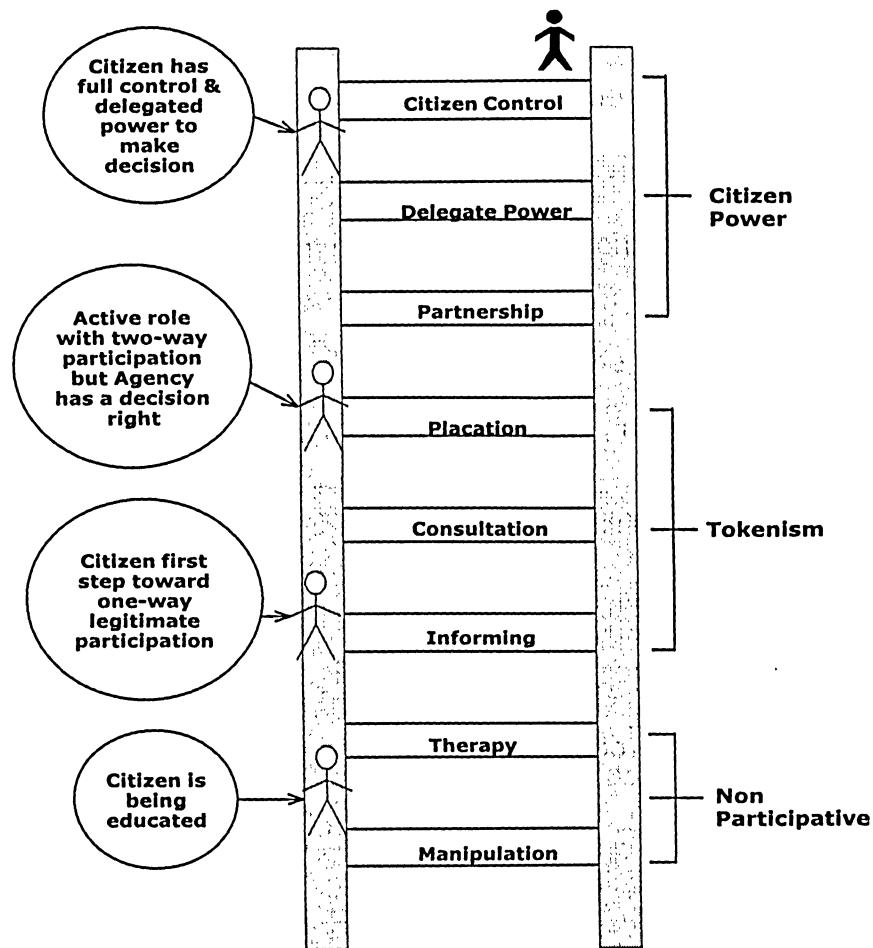 Citizen has
full control &
delegated
power to
make
decision
Citizen Control
Delegate Power
Citizen
Power
Partnership
Active role
with two-way
participation
but Agency
has a decision
right
Placation
Consultation
Tokenism
Citizen first
step toward
one-way
legitimate
participation
Informing
Therapy
Citizen is
being
educated
Non
Participative
Manipulation